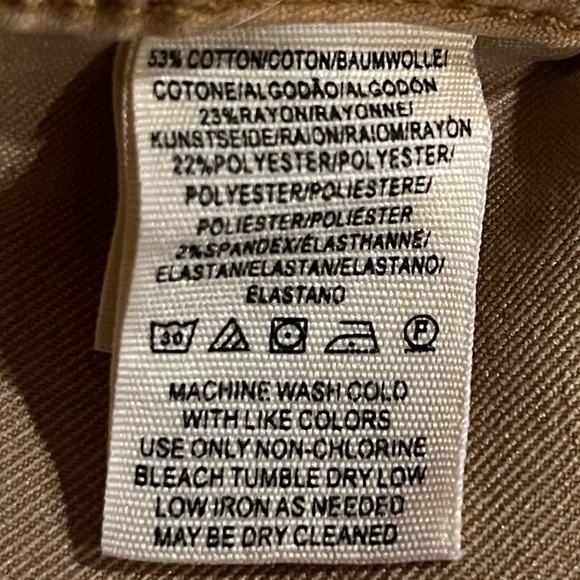 53% COTTON/COTON/BAUMWOLLE/
COTONE/ALGODÃO/ALGODÓN
23%RAYON/RAYONNE/
KUNSTSEIDE/RAION/RAIOM/RAYÓN
22%POLYESTER/POLYESTER/
POLYESTER/POLIESTERE/
POLIESTER/POLIÉSTER
2%SPANDEX/ÉLASTHANNE/
ELASTAN/ELASTAN/ELASTANO/
ELASTANO
30 P
MACHINE WASH COLD
WITH LIKE COLORS
USE ONLY NON-CHLORINE
BLEACH TUMBLE DRY LOW
LOW IRON AS NEEDED
MAY BE DRY CLEANED